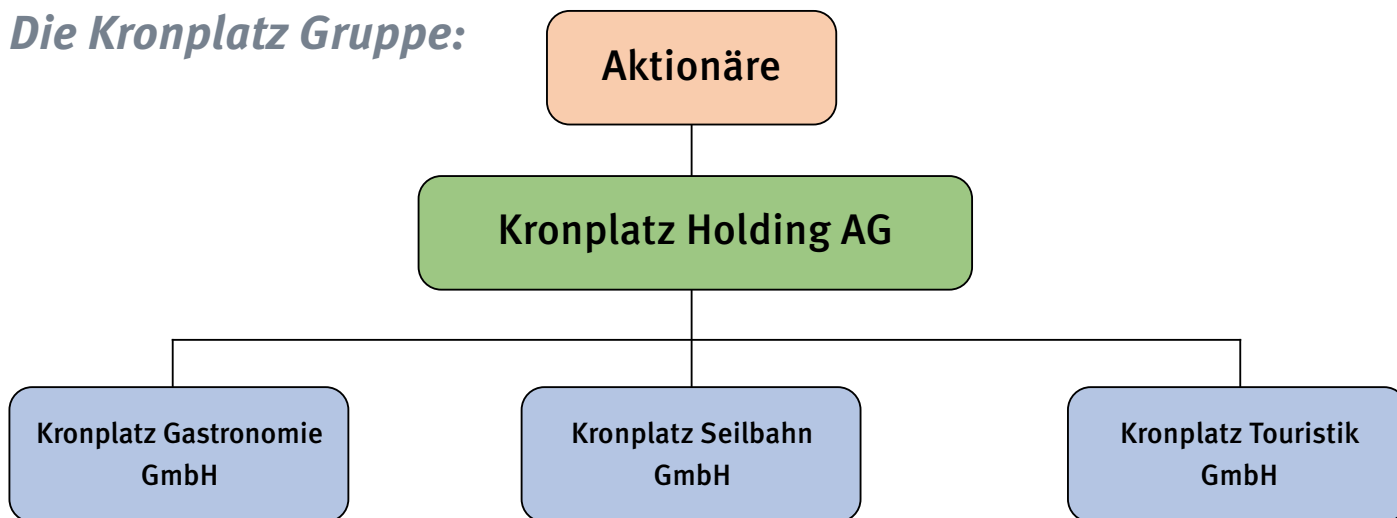 Die Kronplatz Gruppe:
Aktionäre
Kronplatz Holding AG
Kronplatz Gastronomie
GmbH
Kronplatz Seilbahn
GmbH
Kronplatz Touristik
GmbH